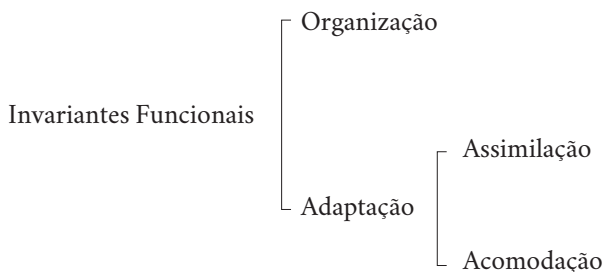 Organização
Invariantes Funcionais
Assimilação
Adaptação
Acomodação